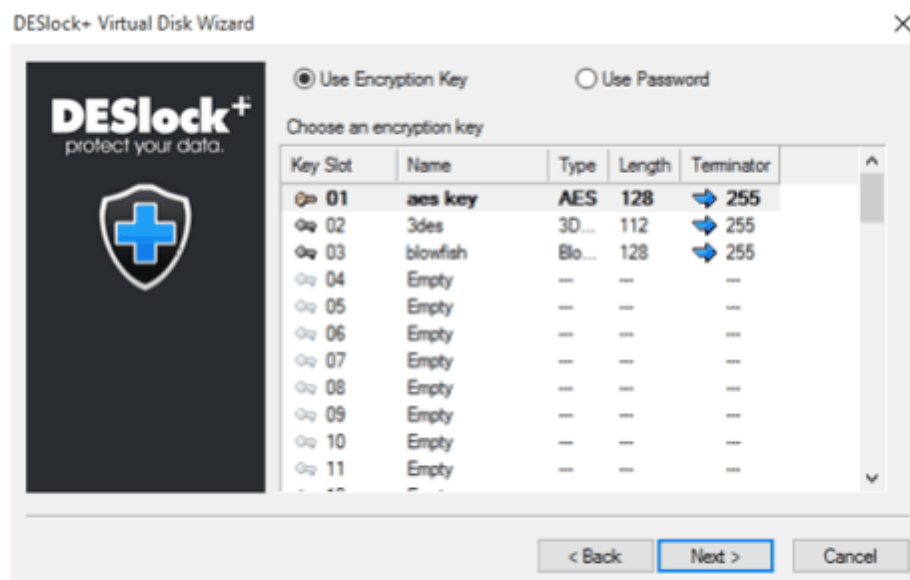 DESlock+ Virtual Disk Wizard
DESlock+
protect your data.
Use Encryption Key Use Password
Choose an encryption key
Key Slot Name Type Length Terminator
01 aes key AES 128 255
02 3des 3D... 112 255
03 blowfish Blo... 128 255
04 Empty --- --- ---
05 Empty --- --- ---
06 Empty --- --- ---
07 Empty --- --- ---
08 Empty --- --- ---
09 Empty --- --- ---
10 Empty --- --- ---
11 Empty --- --- ---
< Back Next > Cancel